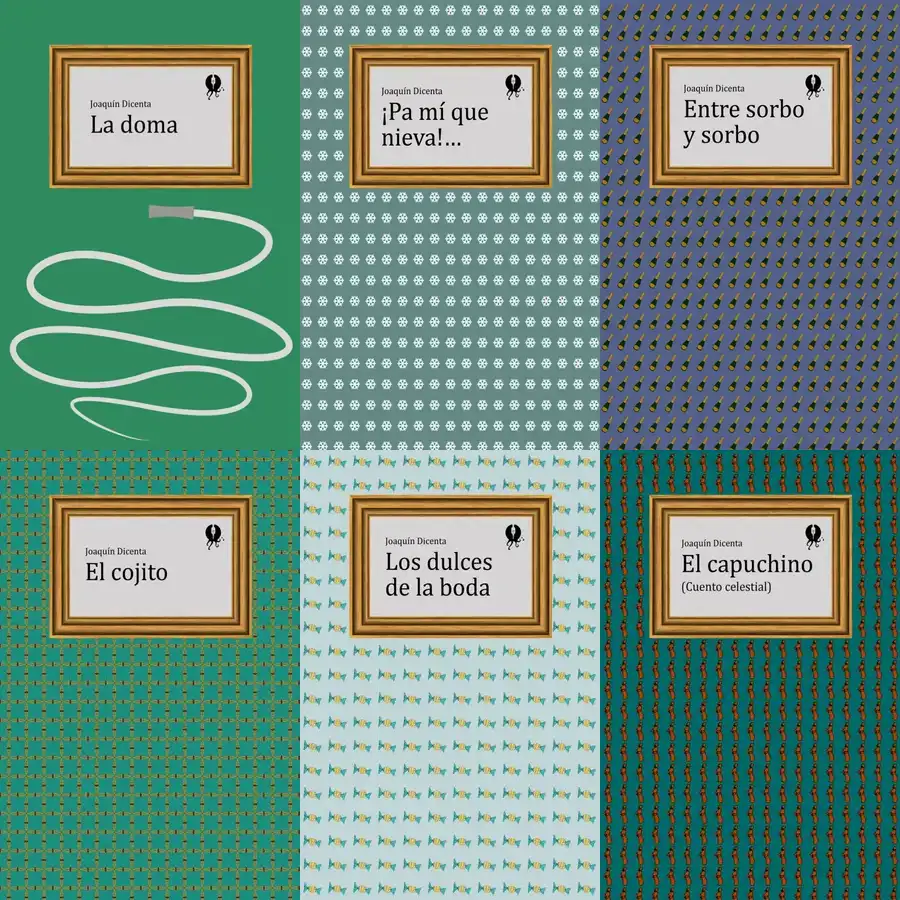 Joaquín Dicenta
La doma
Joaquín Dicenta
¡Pa mí que
nieva!...
Joaquín Dicenta
Entre sorbo
y sorbo
Joaquín Dicenta
El cojito
Joaquín Dicenta
Los dulces
de la boda
Joaquín Dicenta
El capuchino
(Cuento celestial)